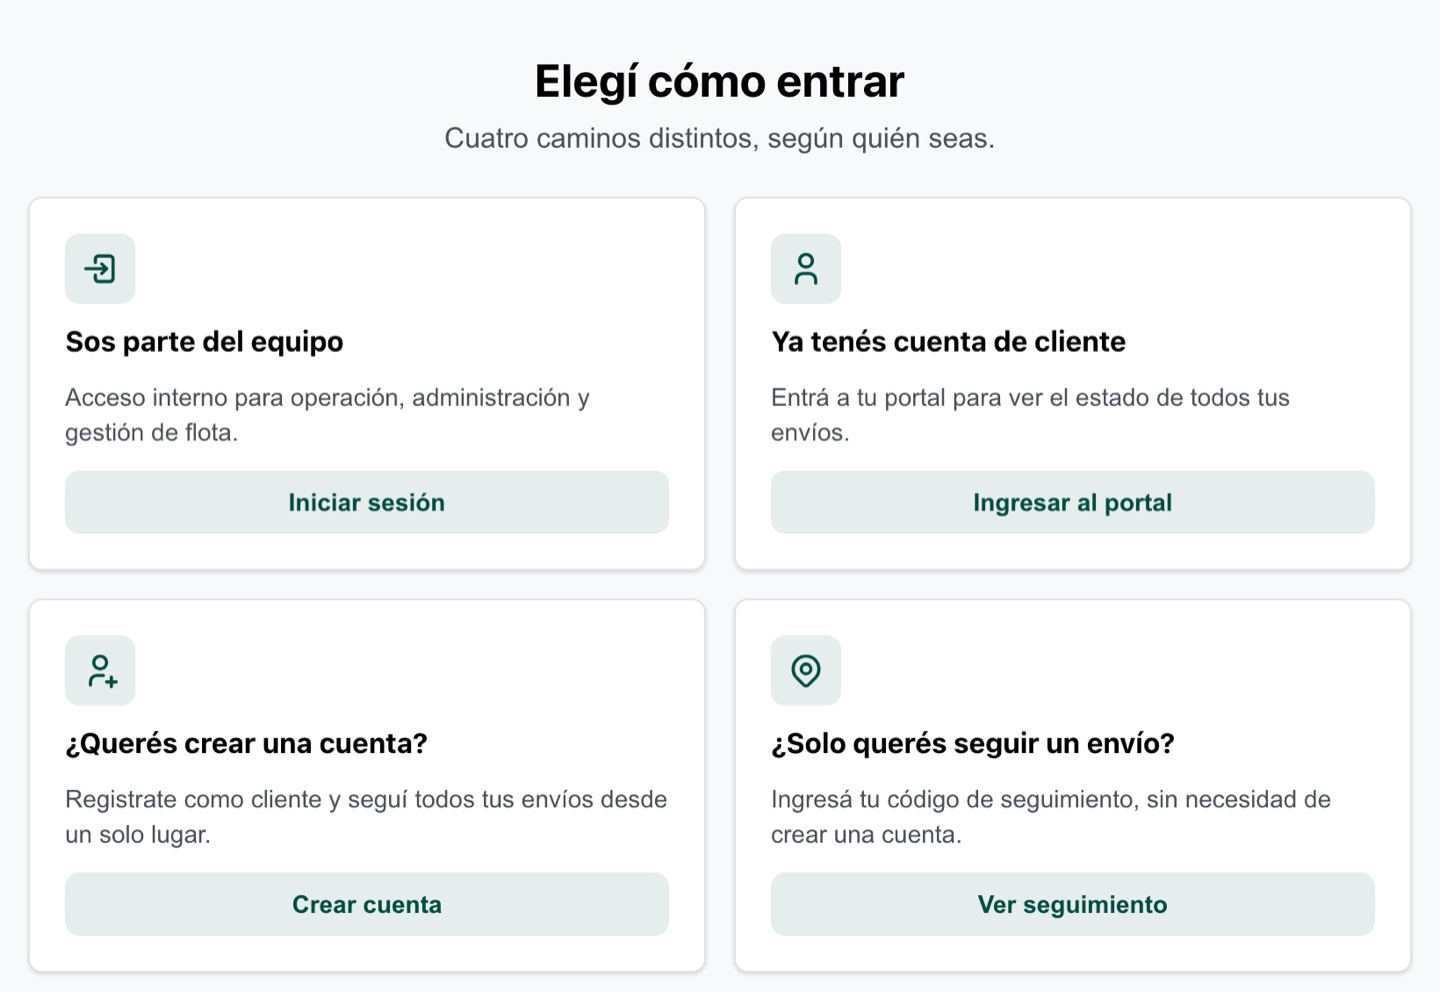 Elegí cómo entrar
Cuatro caminos distintos, según quién seas.
Sos parte del equipo
Acceso interno para operación, administración y
gestión de flota.
Iniciar sesión
Ya tenés cuenta de cliente
Entrá a tu portal para ver el estado de todos tus
envíos.
Ingresar al portal
¿Querés crear una cuenta?
Registrate como cliente y seguí todos tus envíos desde
un solo lugar.
Crear cuenta
¿Solo querés seguir un envío?
Ingresá tu código de seguimiento, sin necesidad de
crear una cuenta.
Ver seguimiento